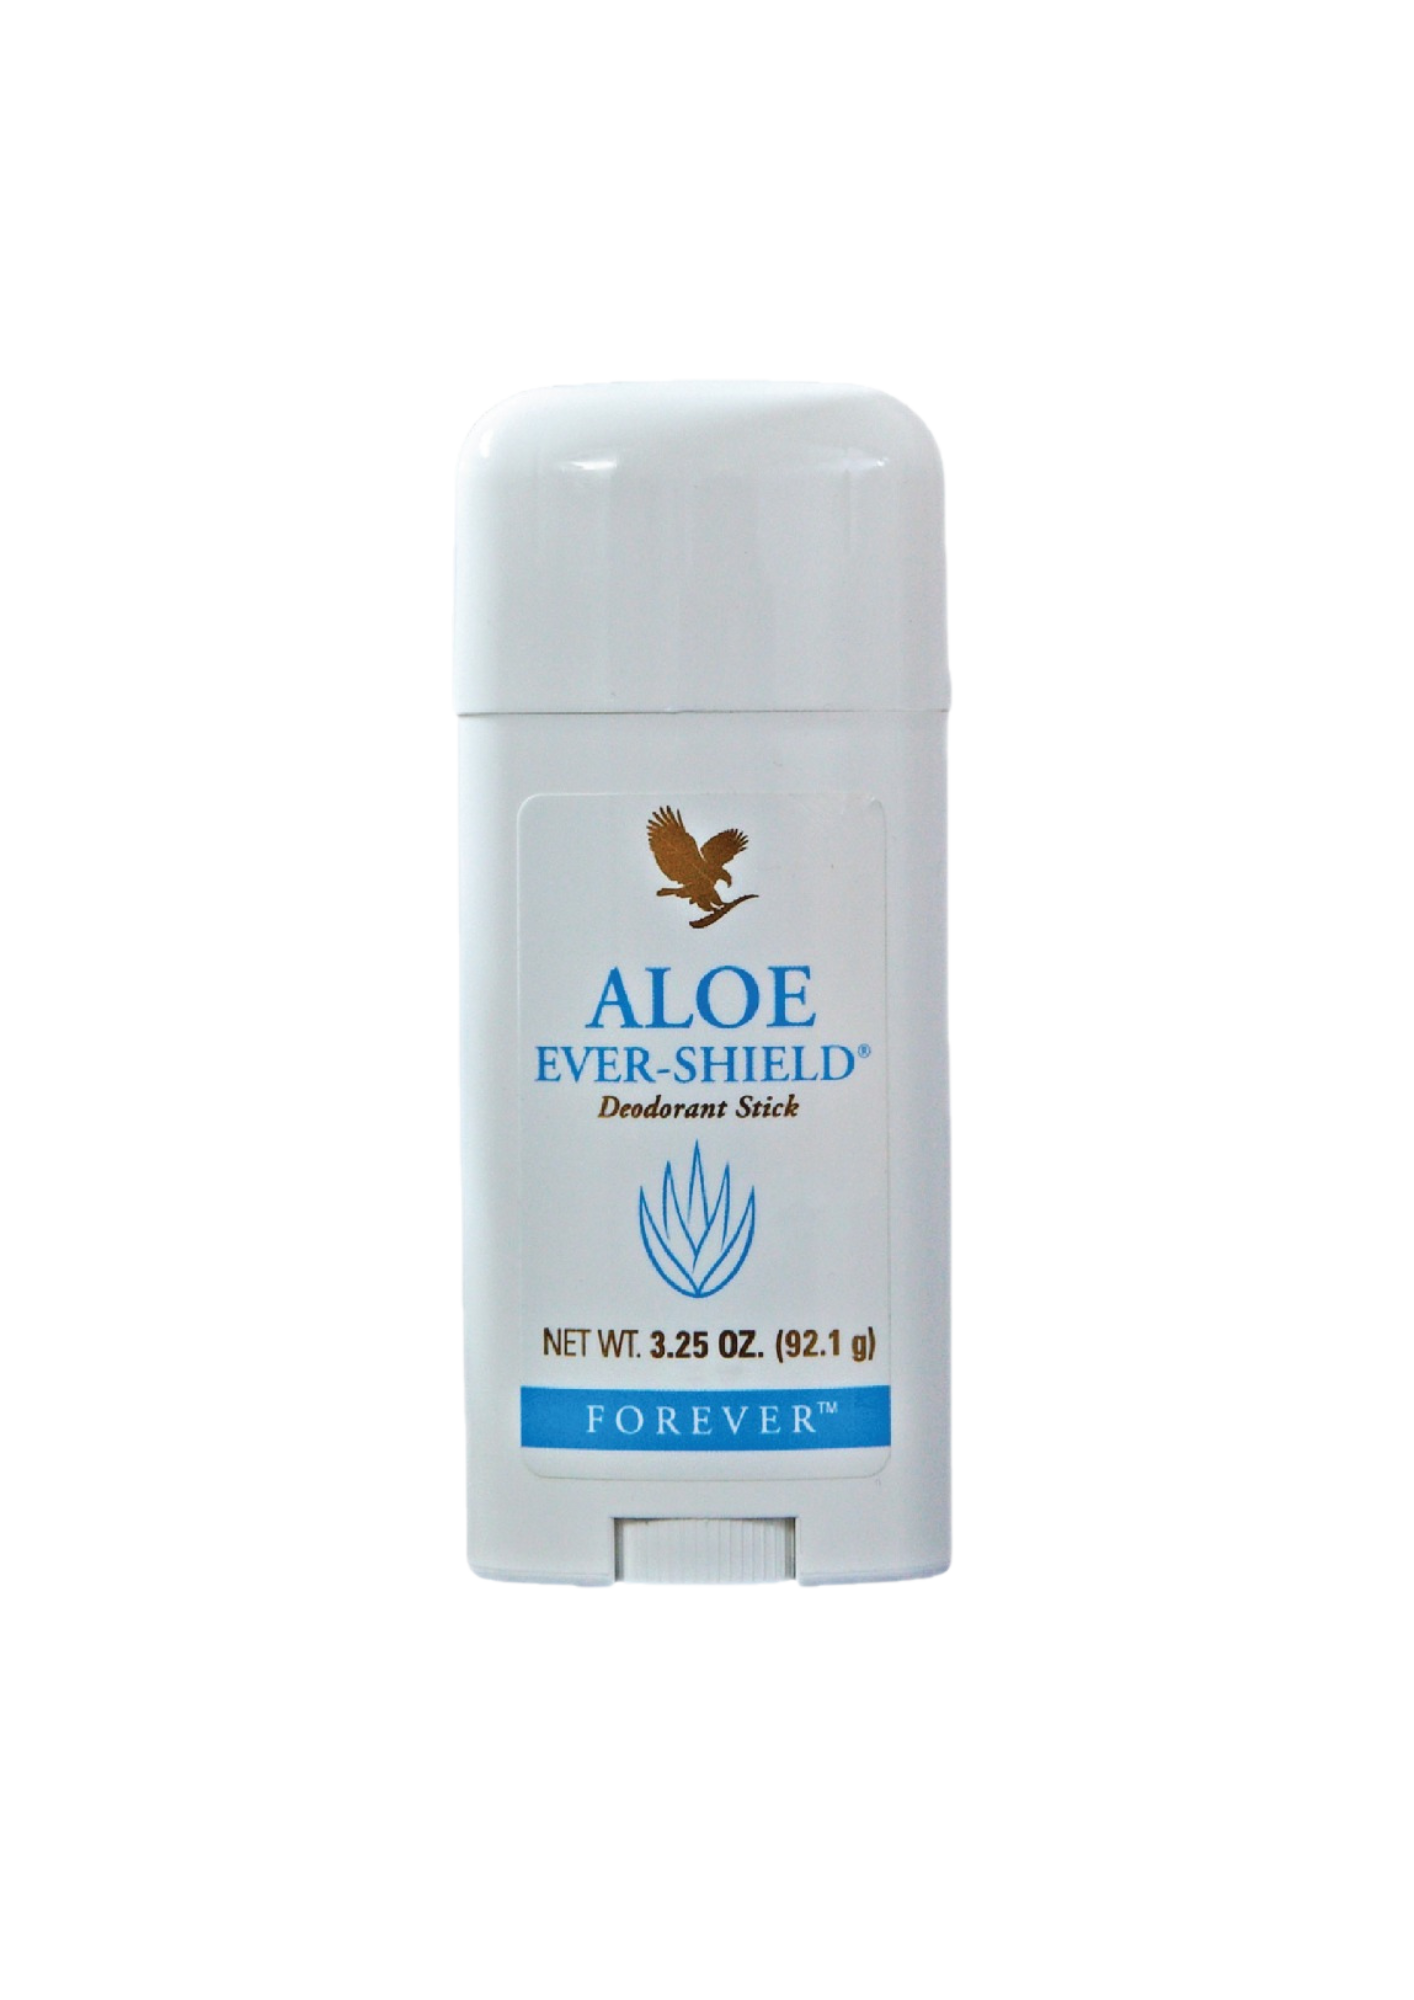 ALOE
EVER-SHIELD®
Deodorant Stick
NET WT. 3.25 OZ. (92.1 g)
FOREVER™